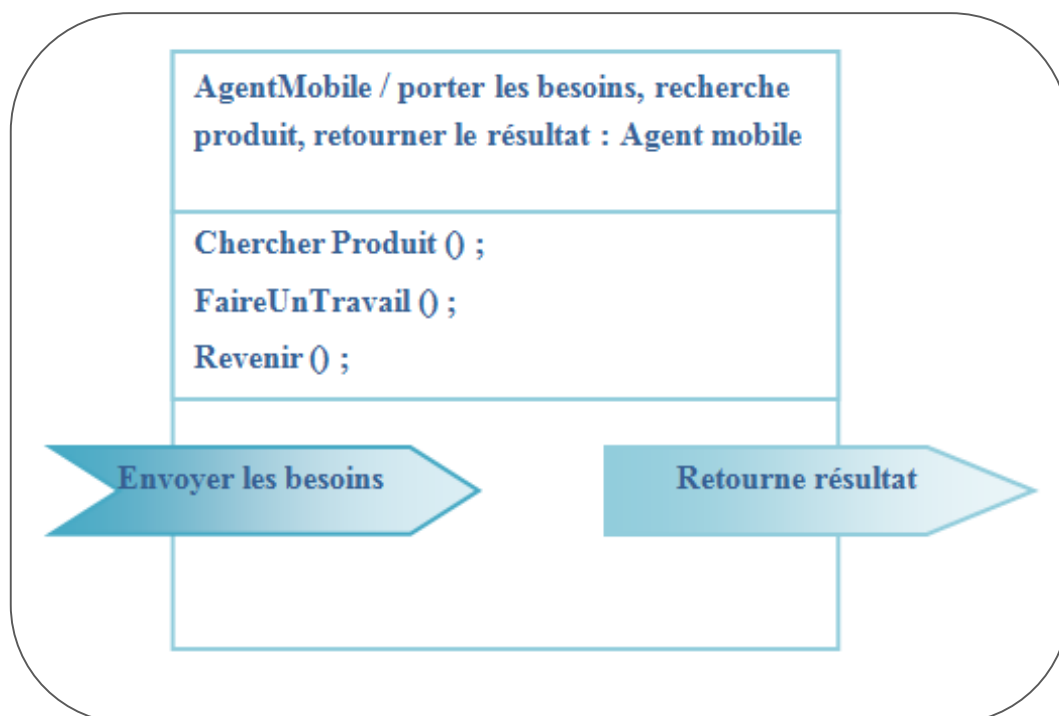 AgentMobile / porter les besoins, recherche
produit, retourner le résultat : Agent mobile
Chercher Produit () ;
FaireUnTravail () ;
Revenir () ;
Envoyer les besoins
Retourne résultat